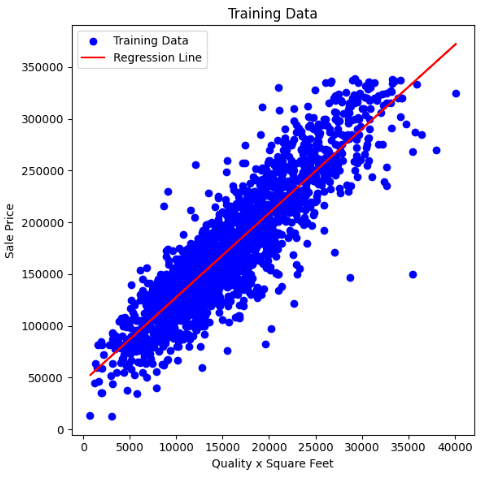 Training Data
Training Data
Regression Line
350000
300000
250000
200000
150000
100000
50000
0
Sale Price
0 5000 10000 15000 20000 25000 30000 35000 40000
Quality x Square Feet